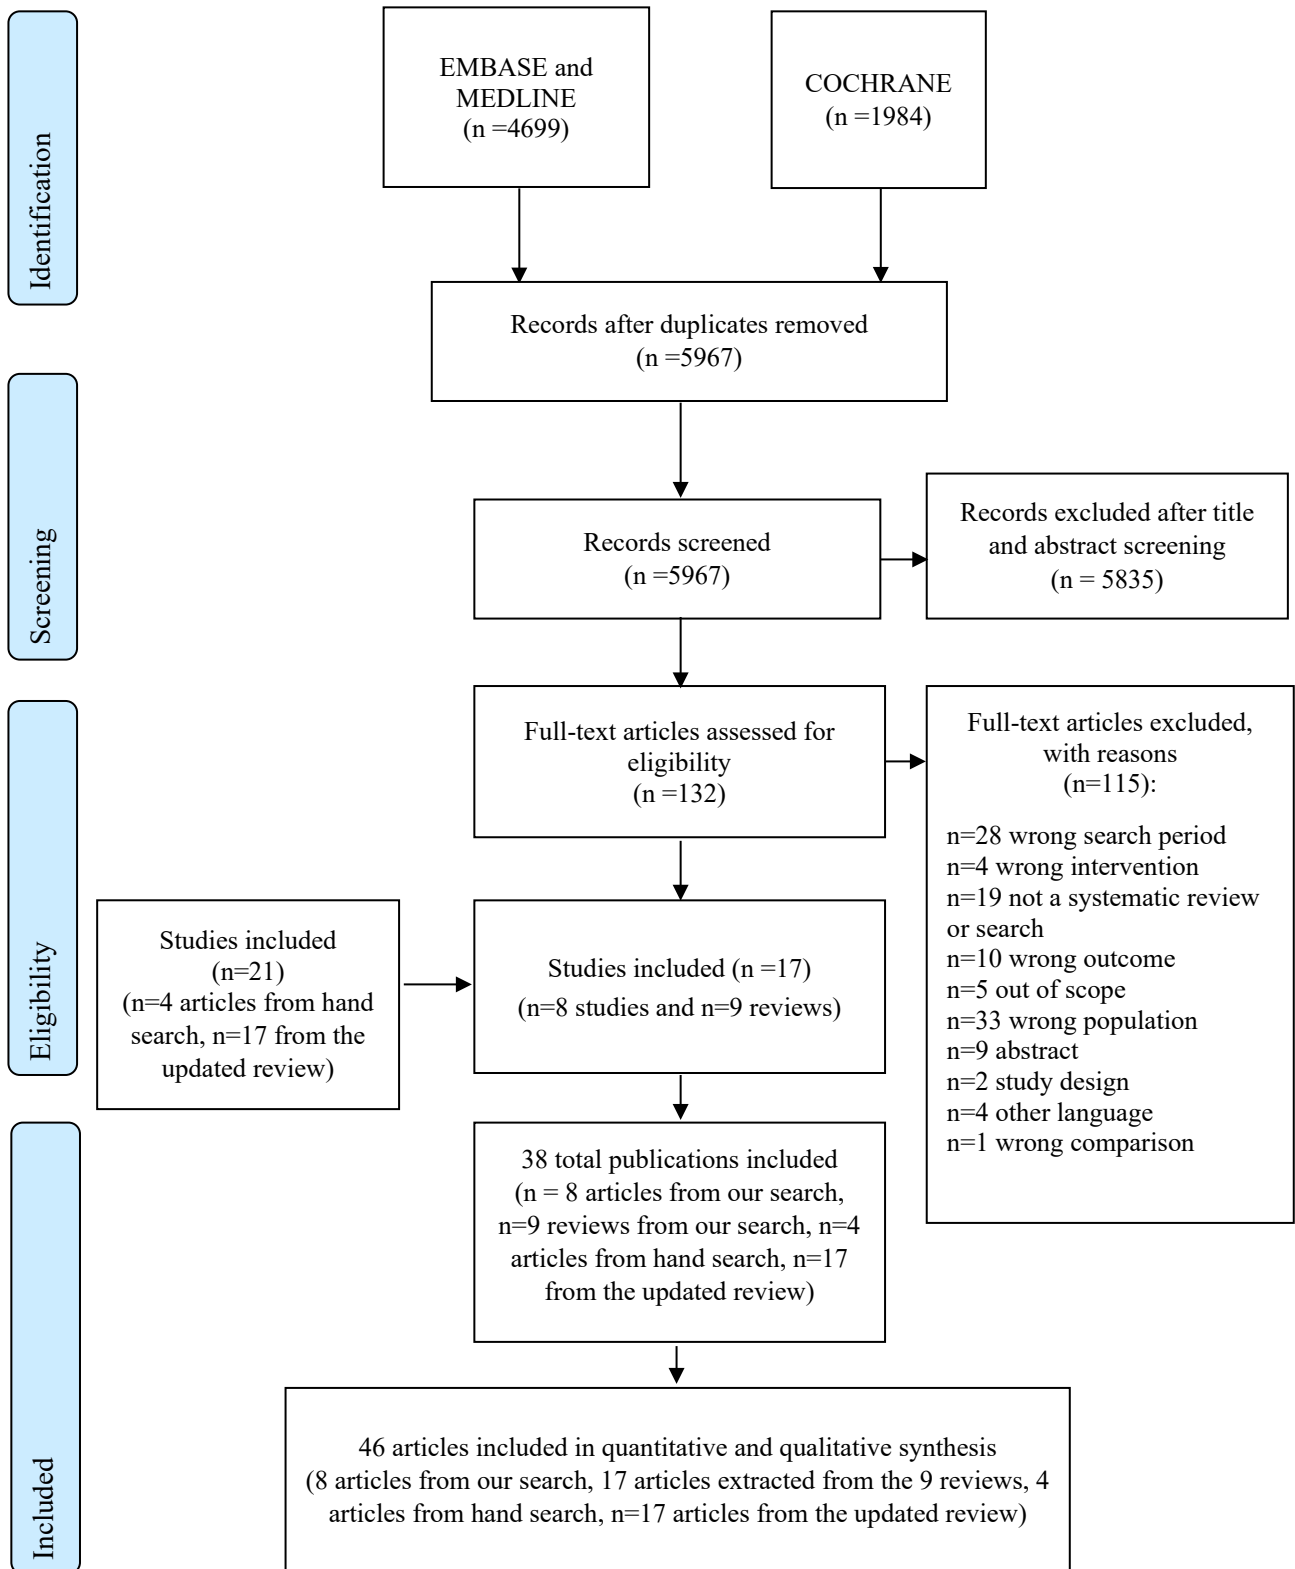 Identification
EMBASE and
MEDLINE
(n =4699)
COCHRANE
(n =1984)
Records after duplicates removed
(n =5967)
Screening
Records screened
(n =5967)
Records excluded after title
and abstract screening
(n = 5835)
Eligibility
Full-text articles assessed for
eligibility
(n =132)
Full-text articles excluded,
with reasons
(n=115):
n=28 wrong search period
n=4 wrong intervention
n=19 not a systematic review
or search
n=10 wrong outcome
n=5 out of scope
n=33 wrong population
n=9 abstract
n=2 study design
n=4 other language
n=1 wrong comparison
Studies included
(n=21)
(n=4 articles from hand
search, n=17 from the
updated review)
Studies included (n =17)
(n=8 studies and n=9 reviews)
Included
38 total publications included
(n = 8 articles from our search,
n=9 reviews from our search, n=4
articles from hand search, n=17
from the updated review)
46 articles included in quantitative and qualitative synthesis
(8 articles from our search, 17 articles extracted from the 9 reviews, 4
articles from hand search, n=17 articles from the updated review)